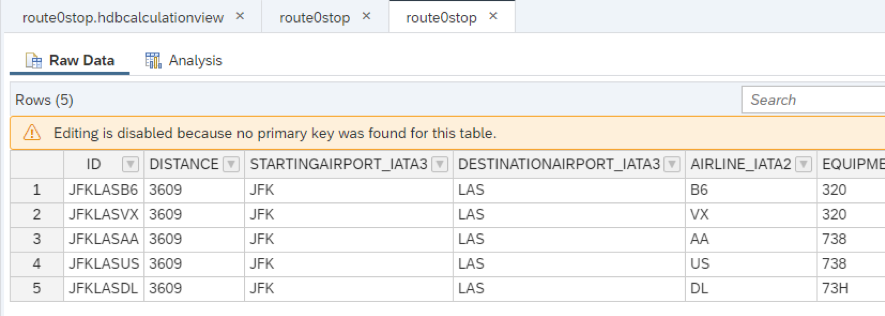 route0stop.hdbcalculationview × route0stop × route0stop ×
Raw Data Analysis
Rows (5) Search
Editing is disabled because no primary key was found for this table.
ID DISTANCE STARTINGAIRPORT_IATA3 DESTINATIONAIRPORT_IATA3 AIRLINE_IATA2 EQUIPME
1 JFKLASB6 3609 JFK LAS B6 320
2 JFKLASVX 3609 JFK LAS VX 320
3 JFKLASAA 3609 JFK LAS AA 738
4 JFKLASUS 3609 JFK LAS US 738
5 JFKLASDL 3609 JFK LAS DL 73H